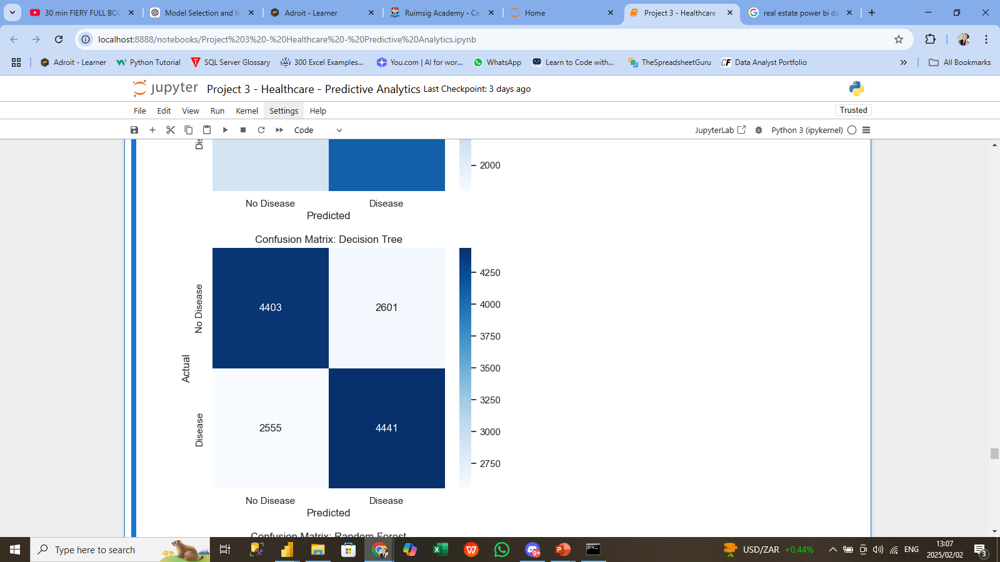 30 min FIERY FULL BOD
Model Selection and In
Adroit - Learner
Ruimsig Academy - Ca
Home
Project 3 - Healthcare
real estate power bi da
localhost:8888/notebooks/Project%203%20-%20Healthcare%20-%20Predictive%20Analytics.ipynb
Adroit - Learner
Python Tutorial
SQL Server Glossary
300 Excel Examples...
You.com | AI for wor...
WhatsApp
Learn to Code with...
TheSpreadsheetGuru
CF Data Analyst Portfolio
All Bookmarks
jupyter Project 3 - Healthcare - Predictive Analytics Last Checkpoint: 3 days ago
File Edit View Run Kernel Settings Help
Trusted
Code
JupyterLab
Python 3 (ipykernel)
Dis
2000
No Disease Disease
Predicted
Confusion Matrix: Decision Tree
4250
4000
3750
3500
3250
3000
2750
4403 2601
2555 4441
No Disease
Disease
Actual
No Disease Disease
Predicted
Confusion Matrix: Random Forest
Type here to search
9+
USD/ZAR +0,44%
ENG
13:07
2025/02/02
3